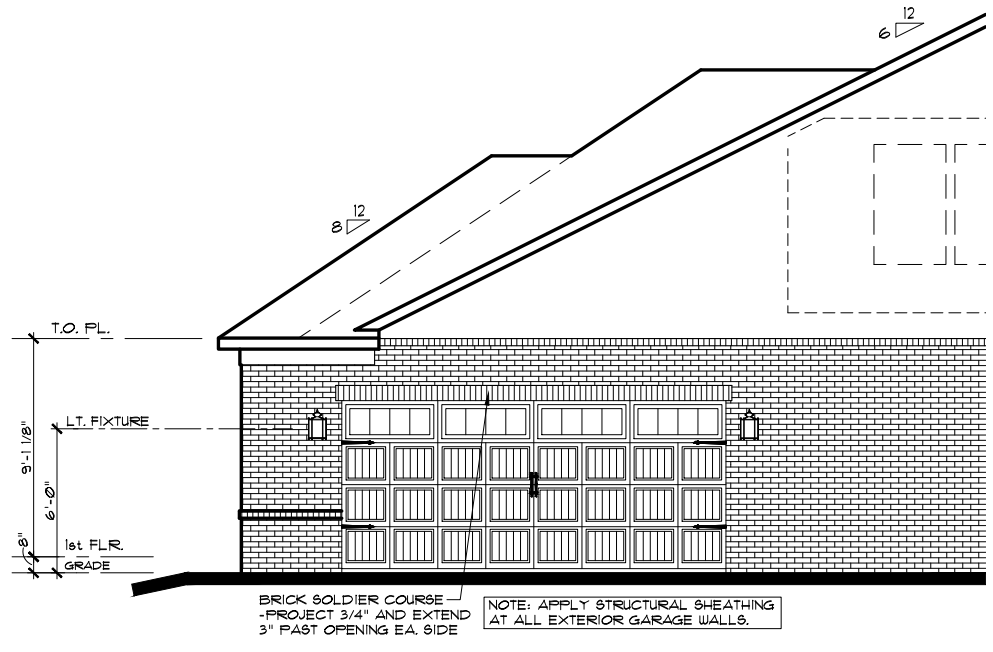 12
6
12
8
T.O. PL.
LT. FIXTURE
9'-1 1/8"
6'-0"
8"
1st FLR.
GRADE
BRICK SOLDIER COURSE
-PROJECT 3/4" AND EXTEND
3" PAST OPENING EA. SIDE
NOTE: APPLY STRUCTURAL SHEATHING
AT ALL EXTERIOR GARAGE WALLS.